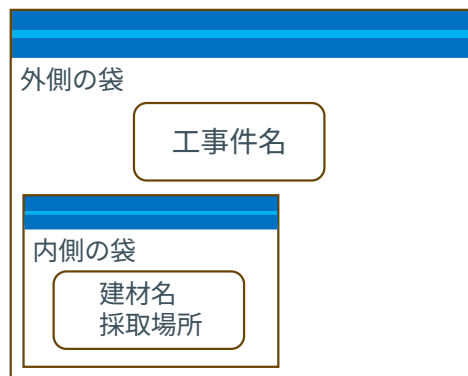 外側の袋
工事件名
内側の袋
建材名
採取場所